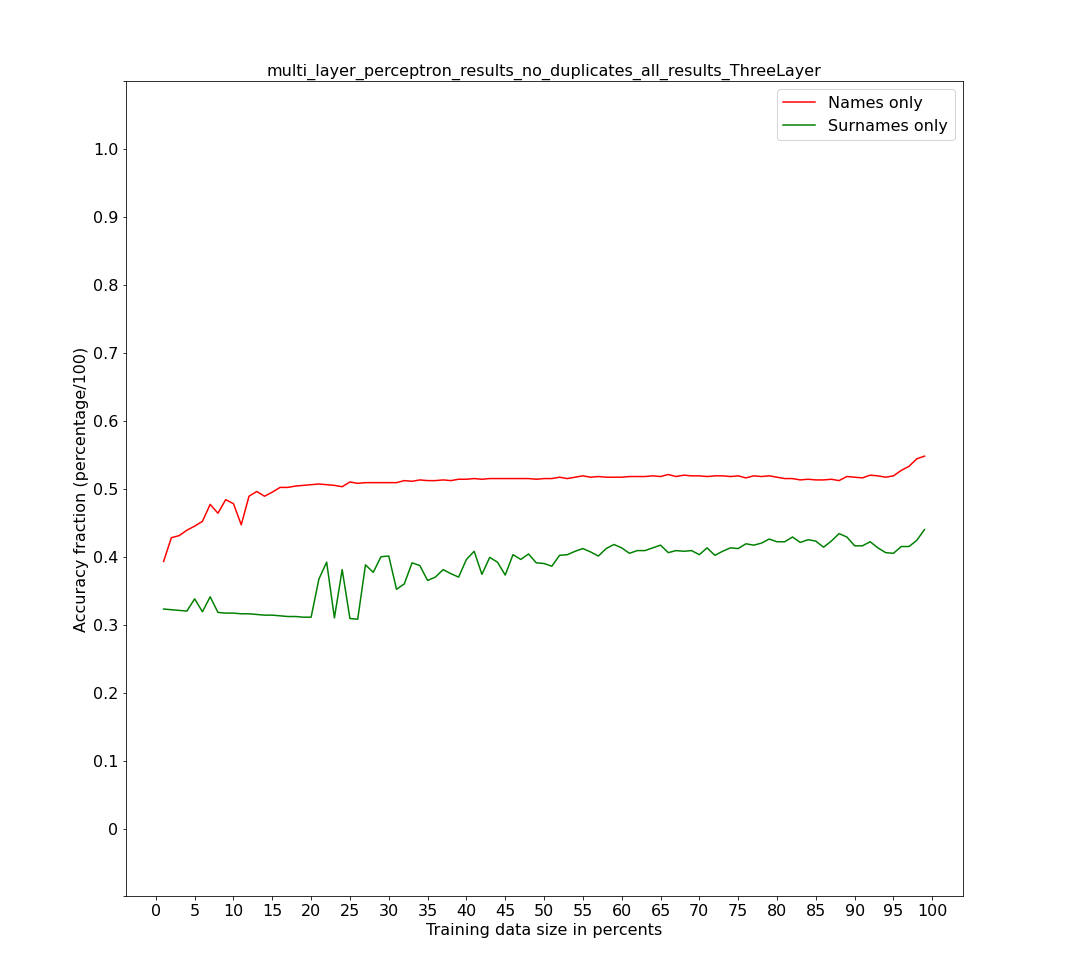 multi_layer_perceptron_results_no_duplicates_all_results_ThreeLayer
Names only
Surnames only
1.0
0.9
0.8
0.7
0.6
0.5
0.4
0.3
0.2
0.1
0
Accuracy fraction (percentage/100)
0 5 10 15 20 25 30 35 40 45 50 55 60 65 70 75 80 85 90 95 100
Training data size in percents